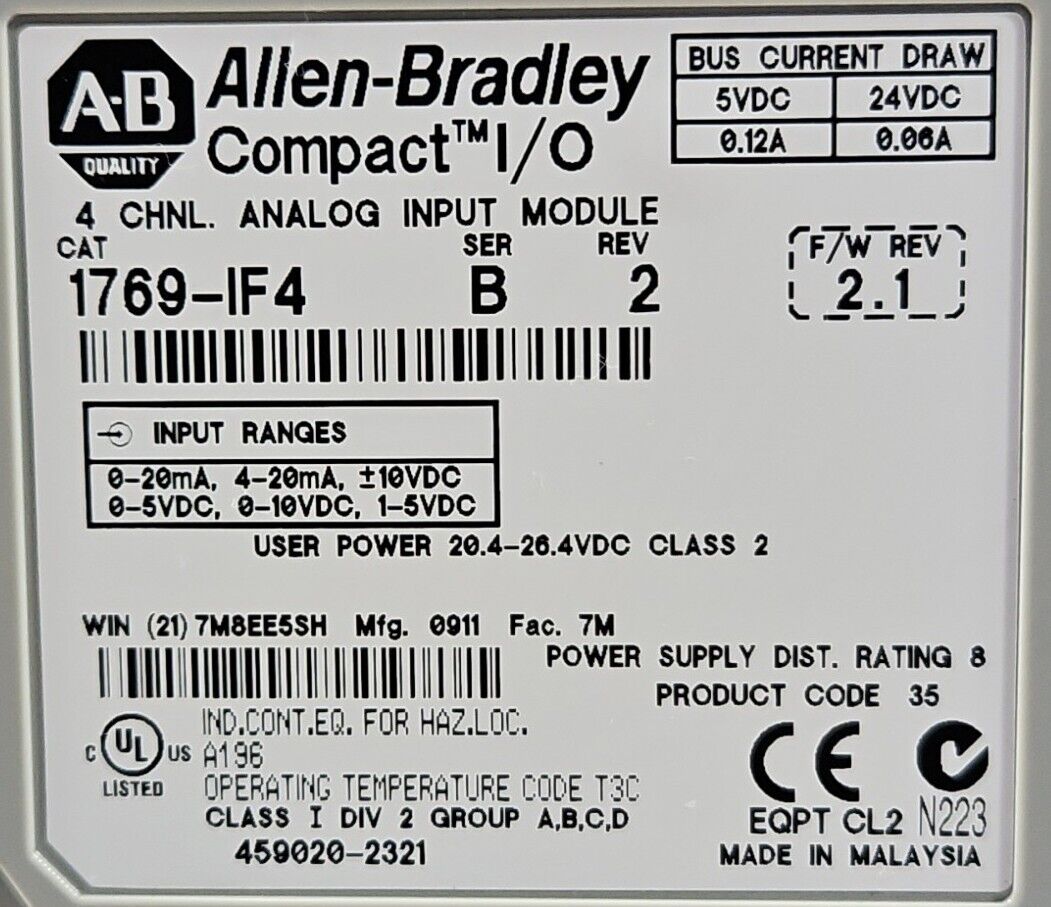 A-B
QUALITY
Allen-Bradley
Compact™ I/O
BUS CURRENT DRAW
5VDC 24VDC
0.12A 0.06A
4 CHNL. ANALOG INPUT MODULE
CAT SER REV
1769-IF4 B 2
F/W REV
2.1
INPUT RANGES
0-20mA, 4-20mA, ±10VDC
0-5VDC, 0-10VDC, 1-5VDC
USER POWER 20.4-26.4VDC CLASS 2
WIN (21) 7M8EE5SH Mfg. 0911 Fac. 7M
POWER SUPPLY DIST. RATING 8
PRODUCT CODE 35
C UL US
LISTED
IND.CONT.EQ. FOR HAZ.LOC.
A196
OPERATING TEMPERATURE CODE T3C
CLASS I DIV 2 GROUP A,B,C,D
459020-2321
CE
EQPT CL2 N223
MADE IN MALAYSIA